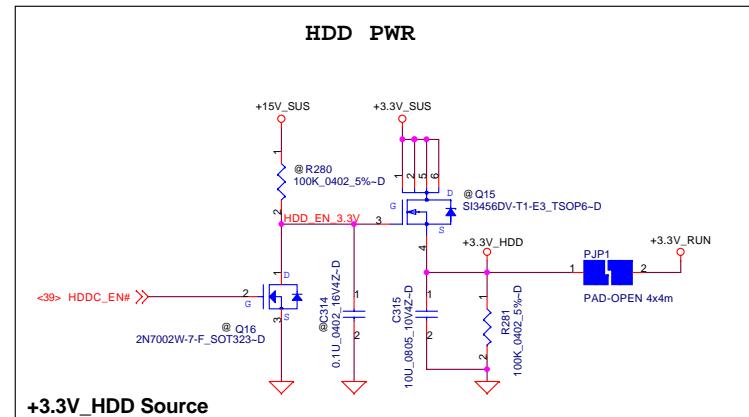 HDD PWR
+15V_SUS
+3.3V_SUS
1
@ R280
100K_0402_5%~D
2
1
2
5
6
D
@ Q15
SI3456DV-T1-E3_TSOP6~D
G
S
HDD_EN_3.3V
3
4
+3.3V_HDD
PJP1
+3.3V_RUN
1
2
PAD-OPEN 4x4m
<39> HDDC_EN#
2
1
D
G
S
3
@ Q16
2N7002W-7-F_SOT323~D
@C314
0.1U_0402_16V4Z~D
1
2
C315
10U_0805_10V4Z~D
1
2
1
R281
100K_0402_5%~D
2
+3.3V_HDD Source